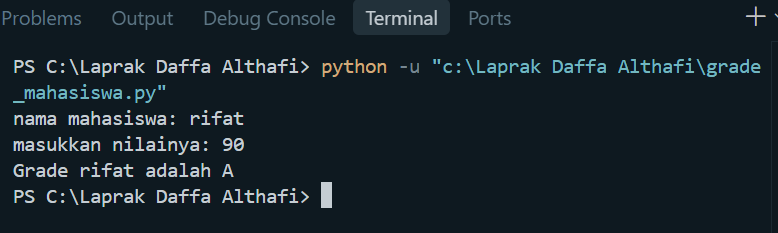 Problems Output Debug Console Terminal Ports
PS C:\Laprak Daffa Althafi> python -u "c:\Laprak Daffa Althafi\grade
_mahasiswa.py"
nama mahasiswa: rifat
masukkan nilainya: 90
Grade rifat adalah A
PS C:\Laprak Daffa Althafi>